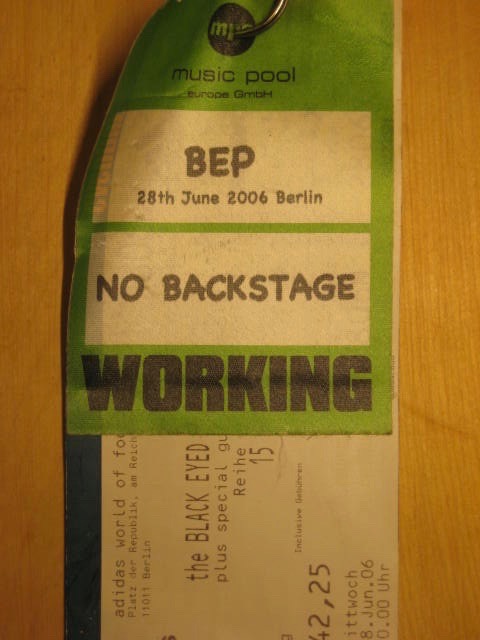 mpe
music pool
europe GmbH
BEP
28th June 2006 Berlin
NO BACKSTAGE
WORKING
adidas world of foo
Platz der Republik, am Reich
11011 Berlin
the BLACK EYED
plus special gu
Reihe
15
Inclusive Gebühren
42,25
ittwoch
8.Jun.06
0.00 Uhr